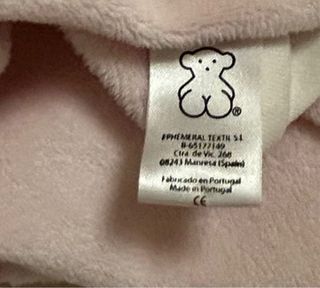 ®
EPHEMERAL TEXTIL S.L
B-65177149
Ctra. de Vic, 268
08243 Manresa (Spain)
Fabricado en Portugal
Made in Portugal
CE